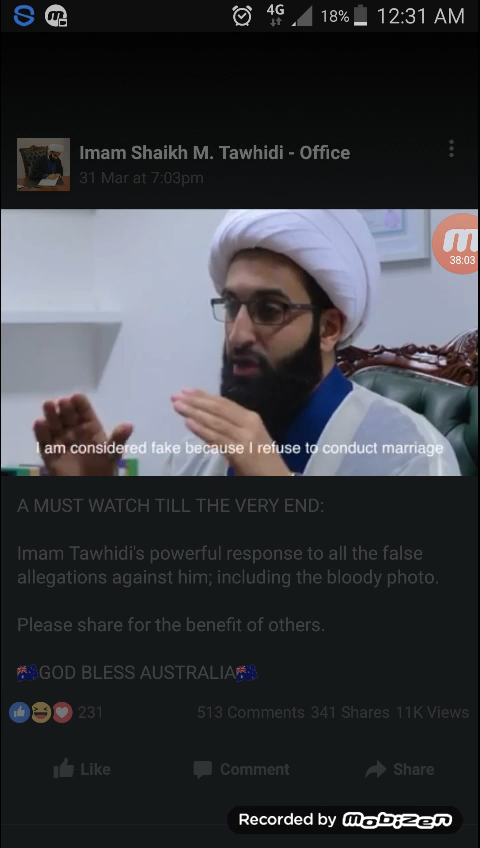 4G 18% 12:31 AM
Imam Shaikh M. Tawhidi - Office
31 Mar at 7:03pm
m
38:03
I am considered fake because I refuse to conduct marriage
A MUST WATCH TILL THE VERY END:
Imam Tawhidi's powerful response to all the false
allegations against him; including the bloody photo.
Please share for the benefit of others.
🇦🇺GOD BLESS AUSTRALIA🇦🇺
231 513 Comments 341 Shares 11K Views
Like Comment Share
Recorded by Mobizen